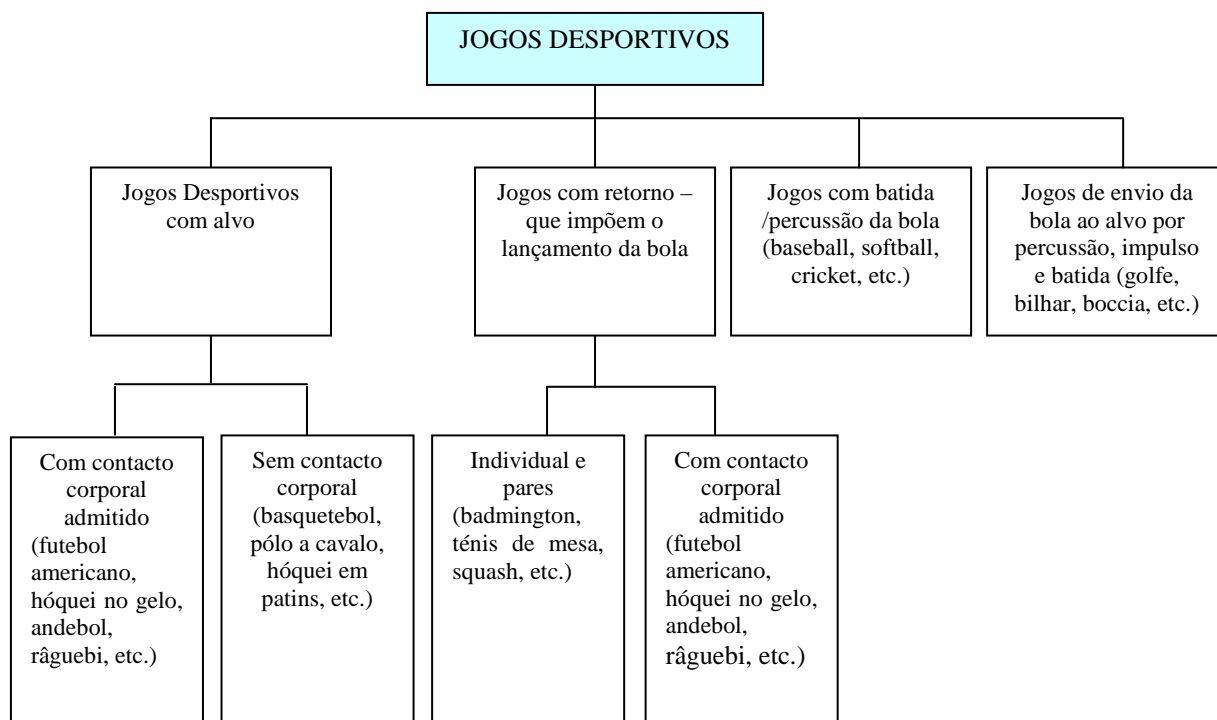 JOGOS DESPORTIVOS
Jogos Desportivos
com alvo
Jogos com retorno –
que impõem o
lançamento da bola
Jogos com batida
/percussão da bola
(baseball, softball,
cricket, etc.)
Jogos de envio da
bola ao alvo por
percussão, impulso
e batida (golfe,
bilhar, boccia, etc.)
Com contacto
corporal
admitido
(futebol
americano,
hóquei no gelo,
andebol,
râguebi, etc.)
Sem contacto
corporal
(basquetebol,
pólo a cavalo,
hóquei em
patins, etc.)
Individual e
pares
(badmington,
ténis de mesa,
squash, etc.)
Com contacto
corporal
admitido
(futebol
americano,
hóquei no gelo,
andebol,
râguebi, etc.)